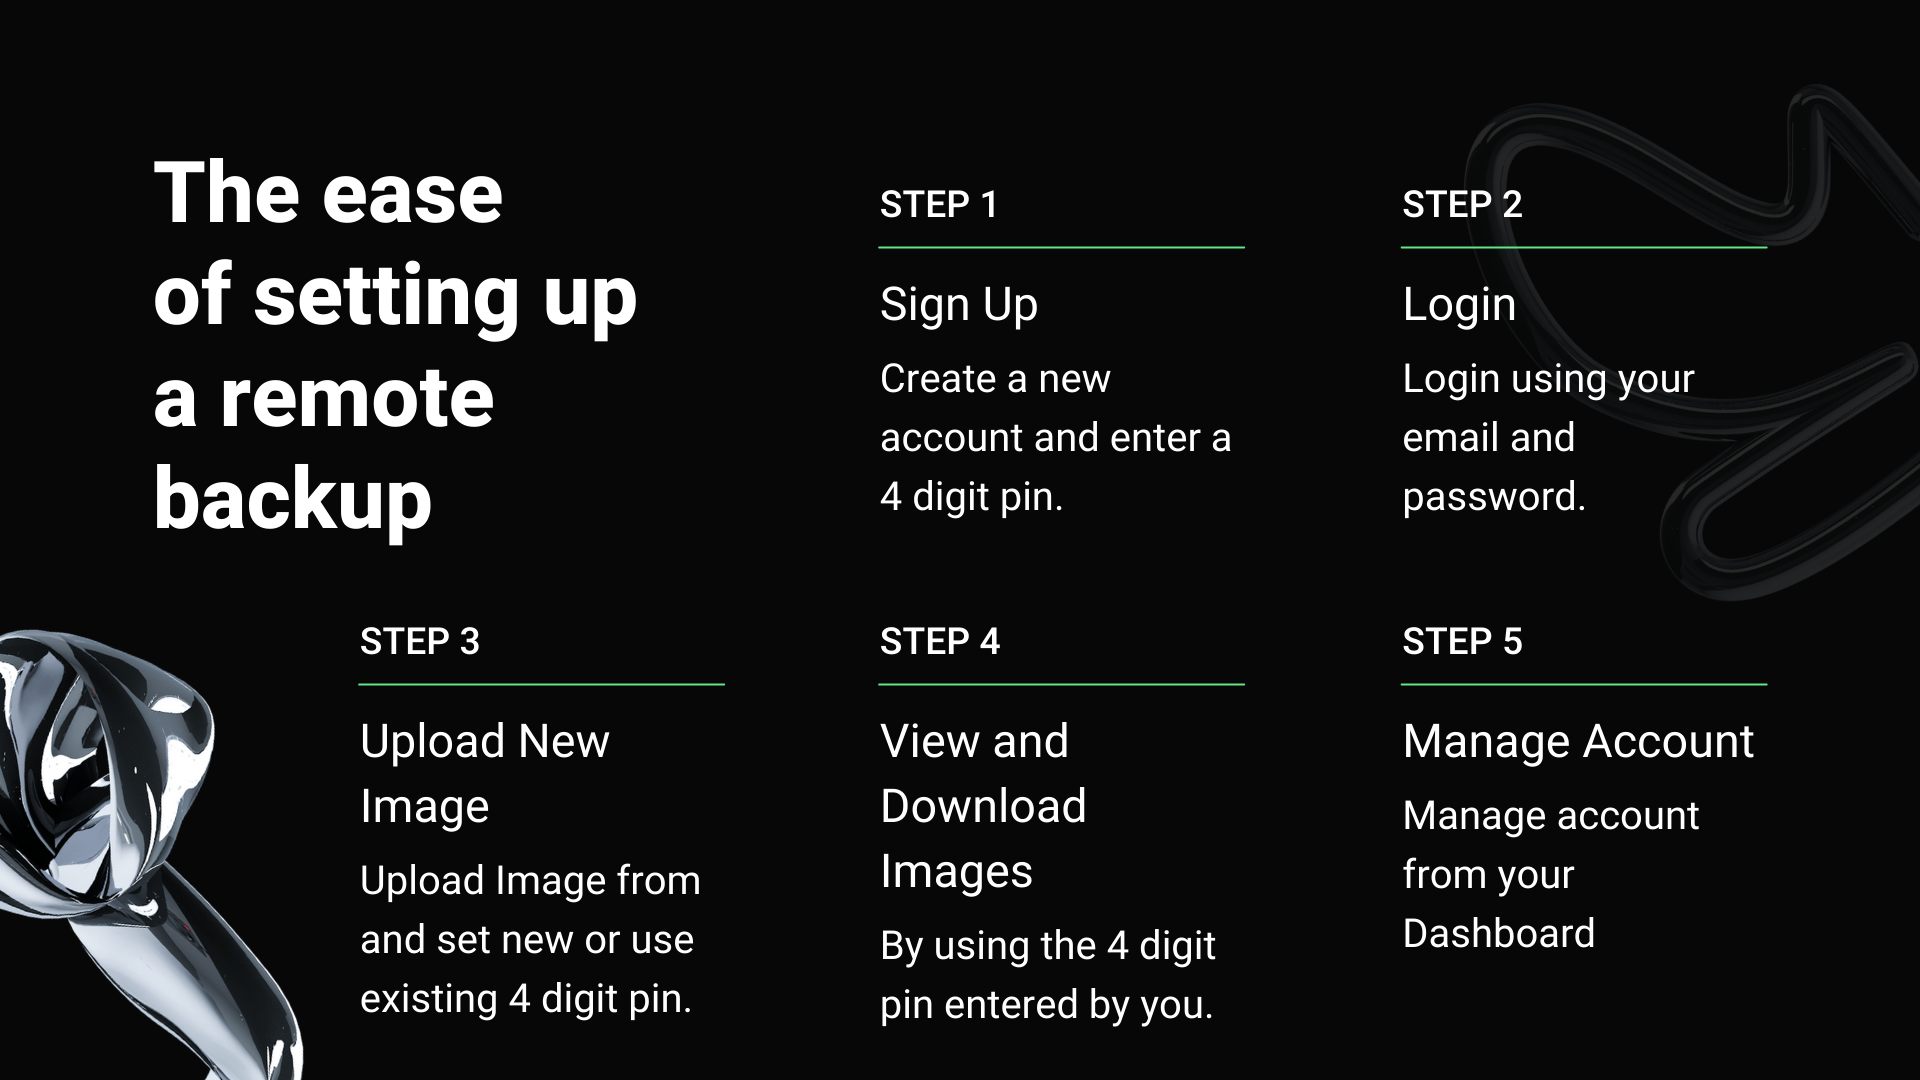 The ease
of setting up
a remote
backup
STEP 1
Sign Up
Create a new
account and enter a
4 digit pin.
STEP 2
Login
Login using your
email and
password.
STEP 3
Upload New
Image
Upload Image from
and set new or use
existing 4 digit pin.
STEP 4
View and
Download
Images
By using the 4 digit
pin entered by you.
STEP 5
Manage Account
Manage account
from your
Dashboard